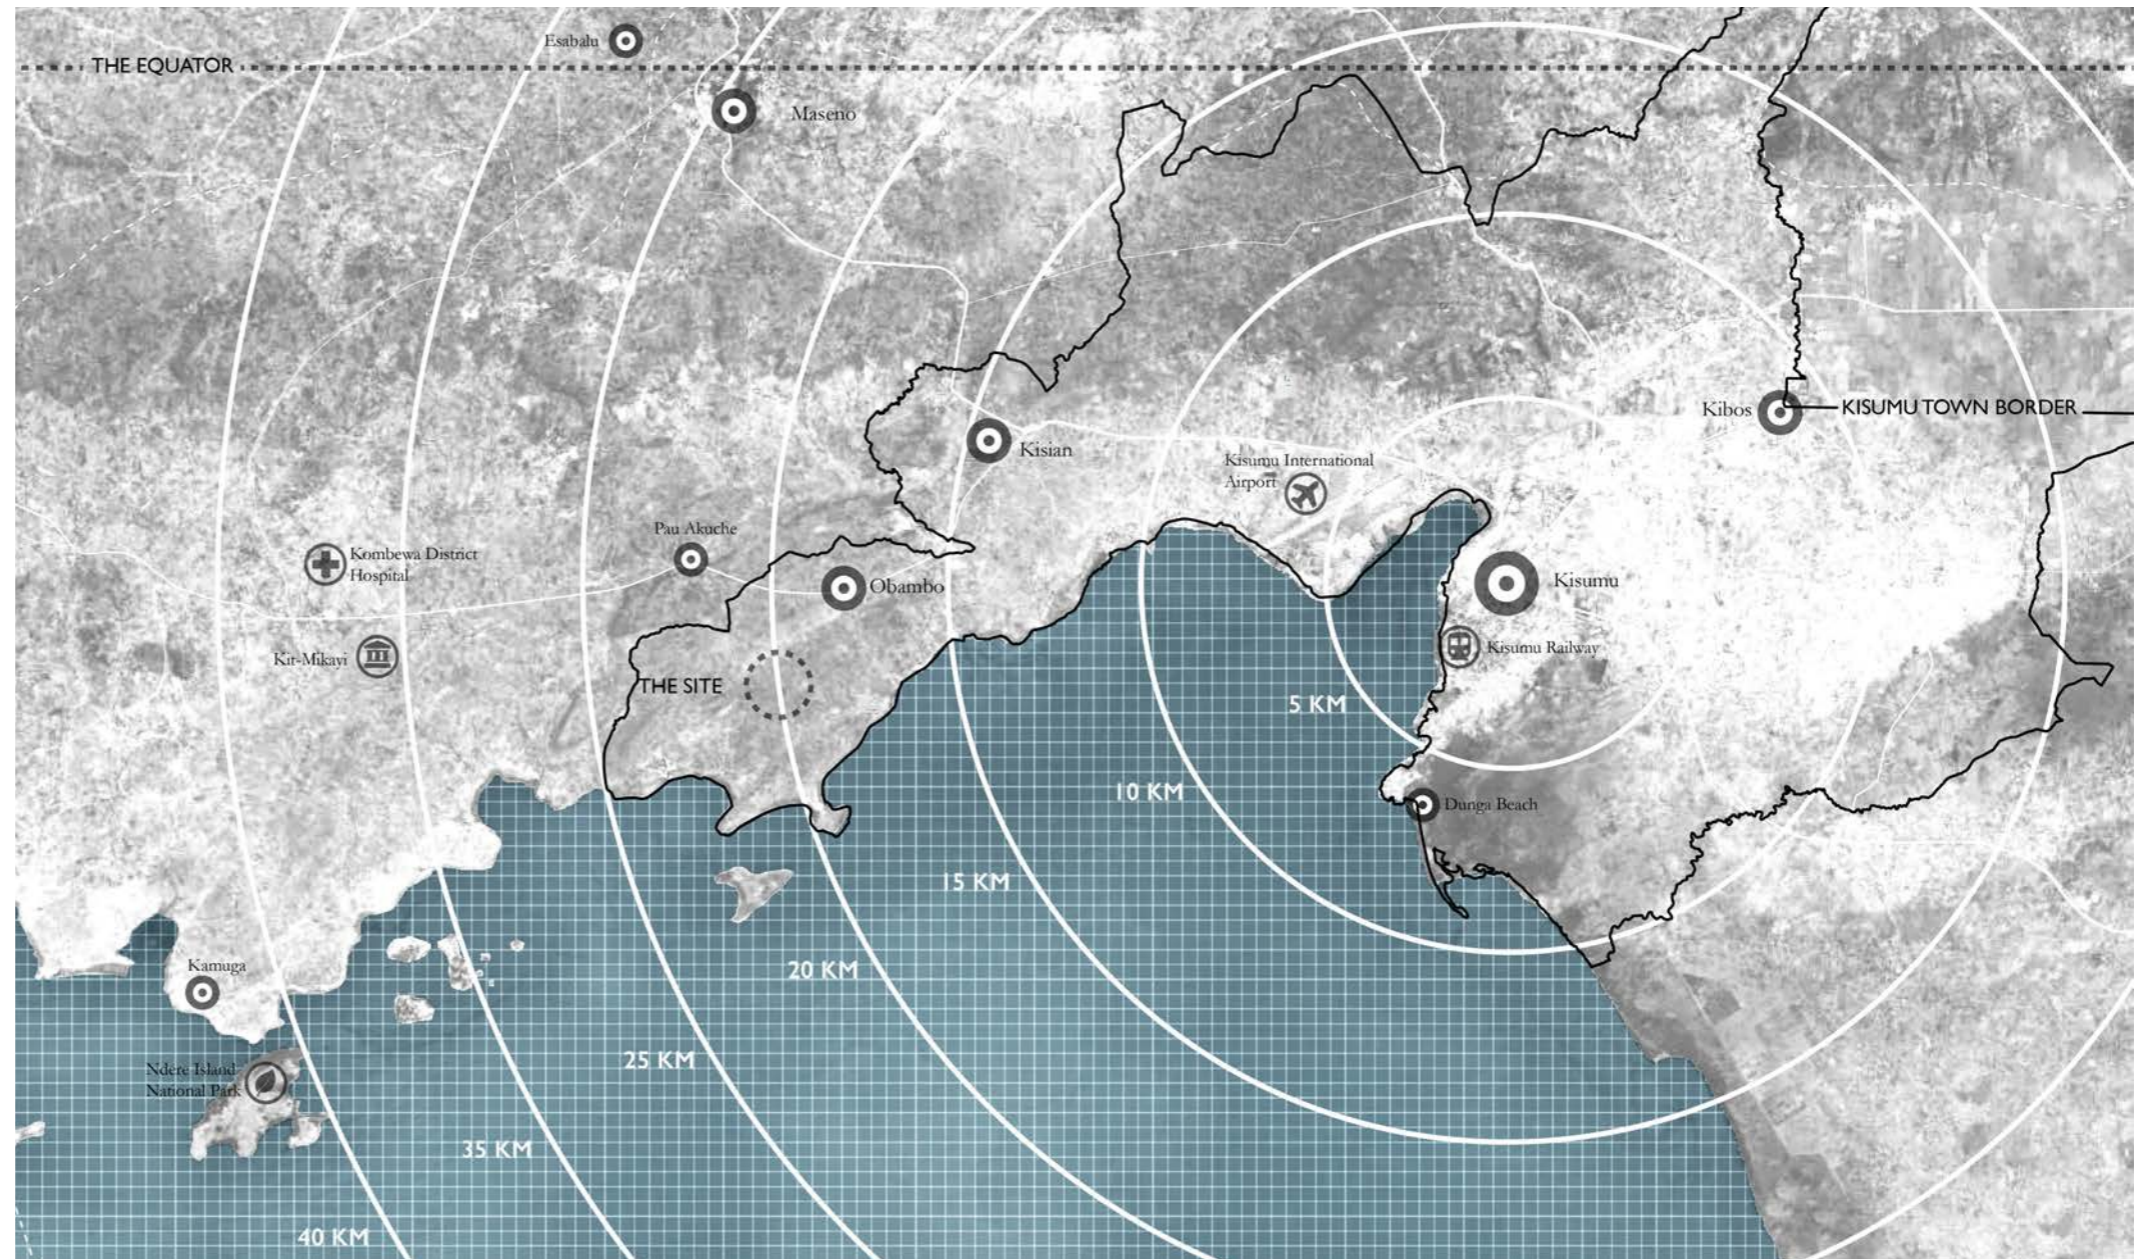 Esabalu
THE EQUATOR
Maseno
Kibos
KISUMU TOWN BORDER
Kisian
Kisumu International
Airport
Pau Akuche
Kombewa District
Hospital
Obambo
Kisumu
Kisumu Railway
Kit-Mikayi
THE SITE
5 KM
10 KM
Dunga Beach
15 KM
Kamuga
20 KM
25 KM
Ndere Island
National Park
35 KM
40 KM